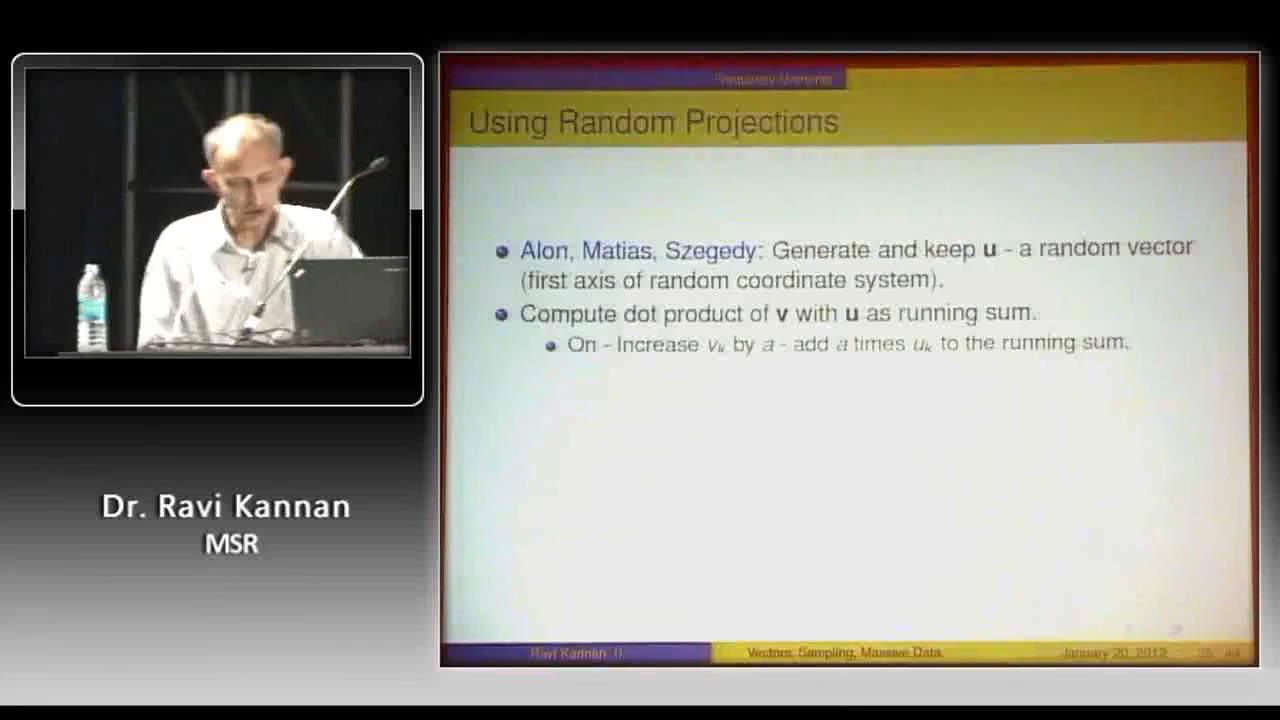 Frequency Moments
Using Random Projections
Alon, Matias, Szegedy: Generate and keep u - a random vector
(first axis of random coordinate system).
Compute dot product of v with u as running sum.
On - Increase vₖ by a - add a times uₖ to the running sum.
Dr. Ravi Kannan
MSR
Ravi Kannan ()
Vectors, Sampling, Massive Data.
January 20, 2012